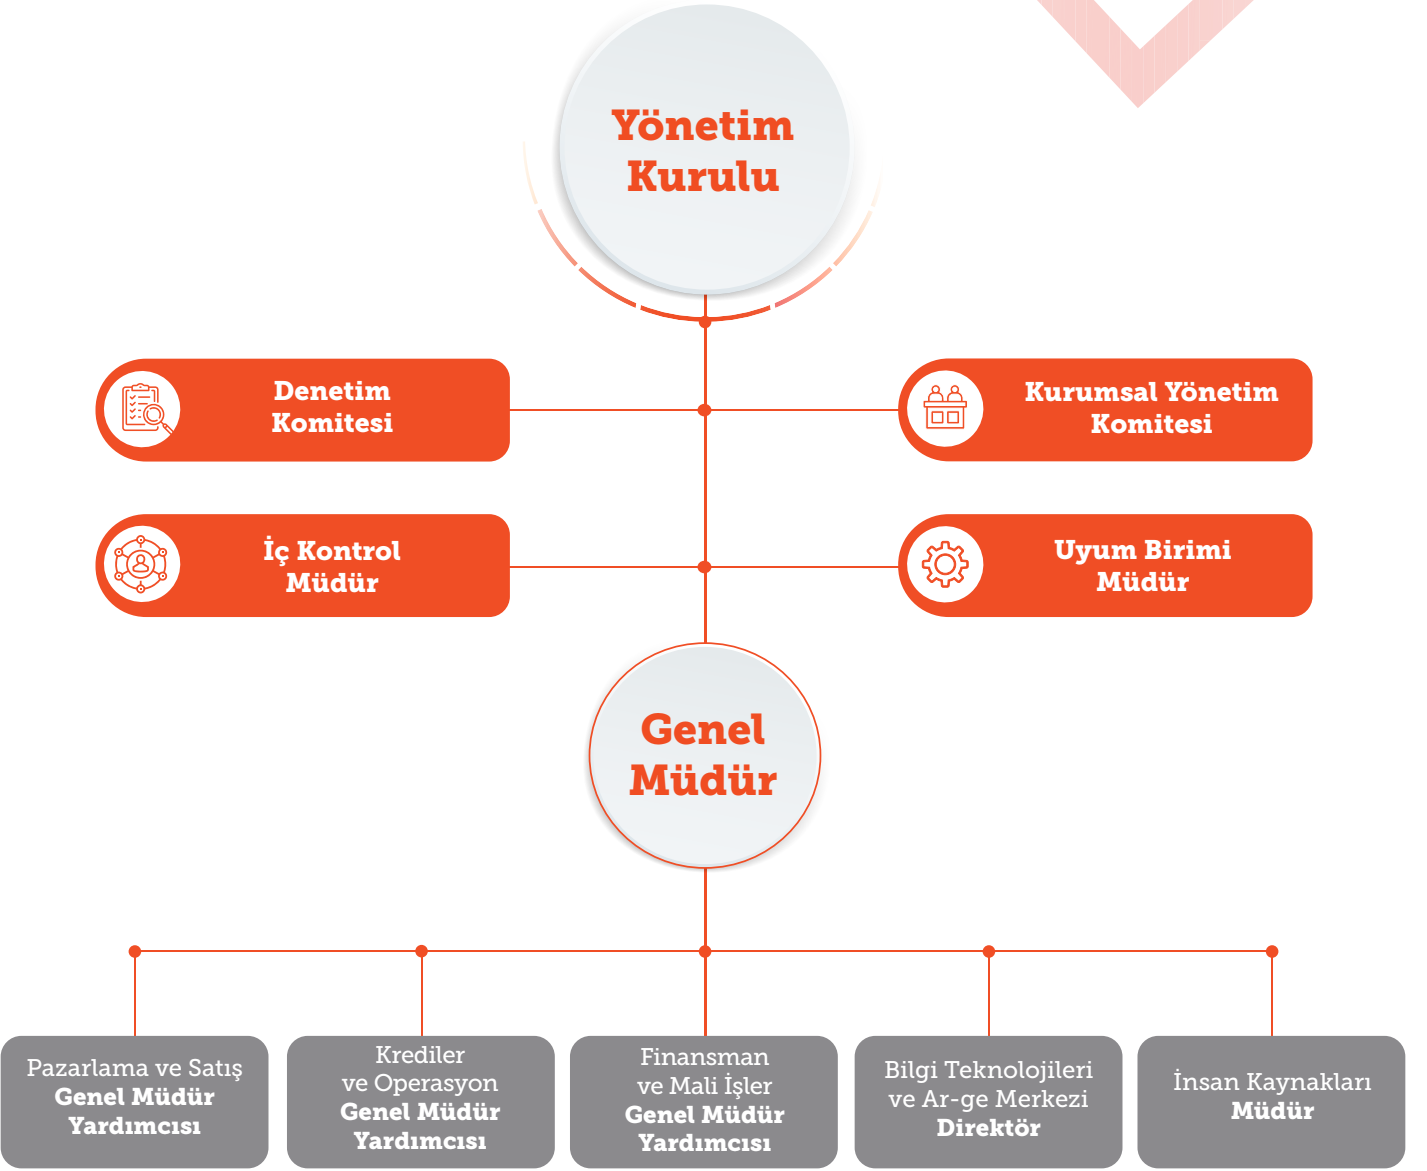 Yönetim
Kurulu
Denetim
Komitesi
Kurumsal Yönetim
Komitesi
İç Kontrol
Müdür
Uyum Birimi
Müdür
Genel
Müdür
Pazarlama ve Satış
Genel Müdür
Yardımcısı
Krediler
ve Operasyon
Genel Müdür
Yardımcısı
Finansman
ve Mali İşler
Genel Müdür
Yardımcısı
Bilgi Teknolojileri
ve Ar-ge Merkezi
Direktör
İnsan Kaynakları
Müdür